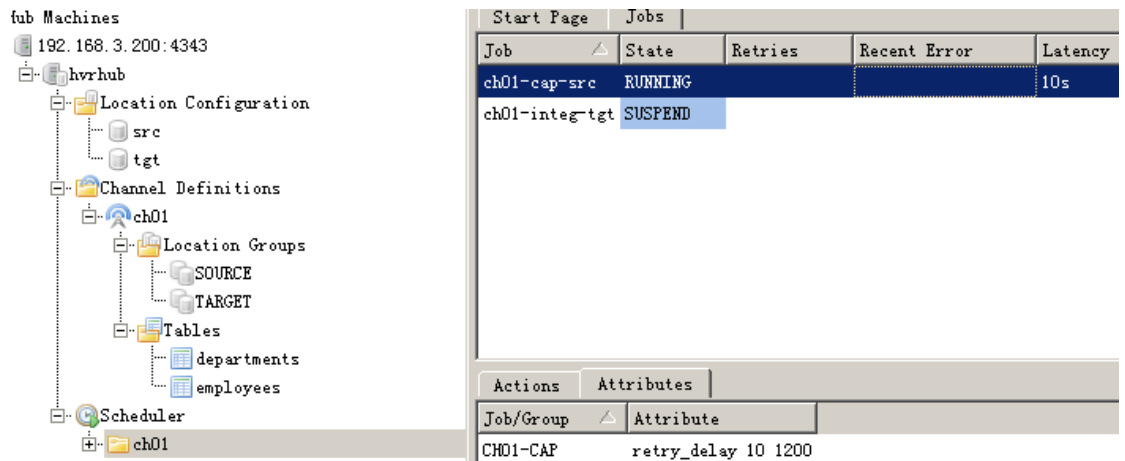 fub Machines
192.168.3.200:4343
hvrhub
Location Configuration
src
tgt
Channel Definitions
ch01
Location Groups
SOURCE
TARGET
Tables
departments
employees
Scheduler
ch01
Start Page Jobs
Job State Retries Recent Error Latency
ch01-cap-src RUNNING 10s
ch01-integ-tgt SUSPEND
Actions Attributes
Job/Group Attribute
CH01-CAP retry_delay 10 1200